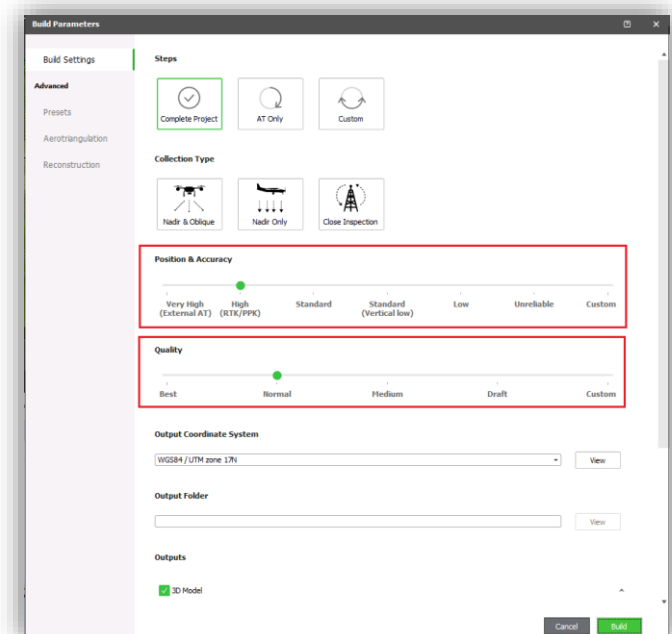 Build Parameters
Build Settings
Advanced
Presets
Aerotriangulation
Reconstruction
Steps
Complete Project
AT Only
Custom
Collection Type
Nadir & Oblique
Nadir Only
Close Inspection
Position & Accuracy
Very High
(External AT)
High
(RTK/PPK)
Standard
Standard
(Vertical low)
Low
Unreliable
Custom
Quality
Best
Normal
Medium
Draft
Custom
Output Coordinate System
WGS84 / UTM zone 17N
View
Output Folder
View
Outputs
3D Model
Cancel
Build